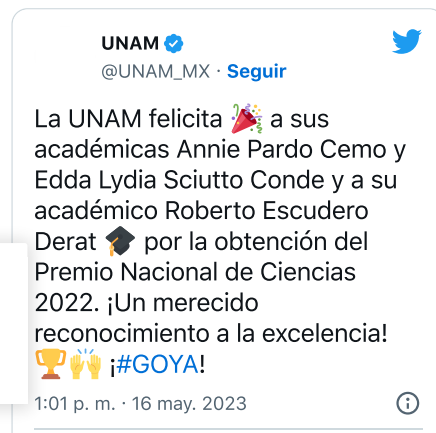 UNAM
@UNAM_MX · Seguir
La UNAM felicita 🎉 a sus
académicas Annie Pardo Cemo y
Edda Lydia Sciutto Conde y a su
académico Roberto Escudero
Derat 🎓 por la obtención del
Premio Nacional de Ciencias
2022. ¡Un merecido
reconocimiento a la excelencia!
🏆🙌 ¡#GOYA!
1:01 p. m. · 16 may. 2023